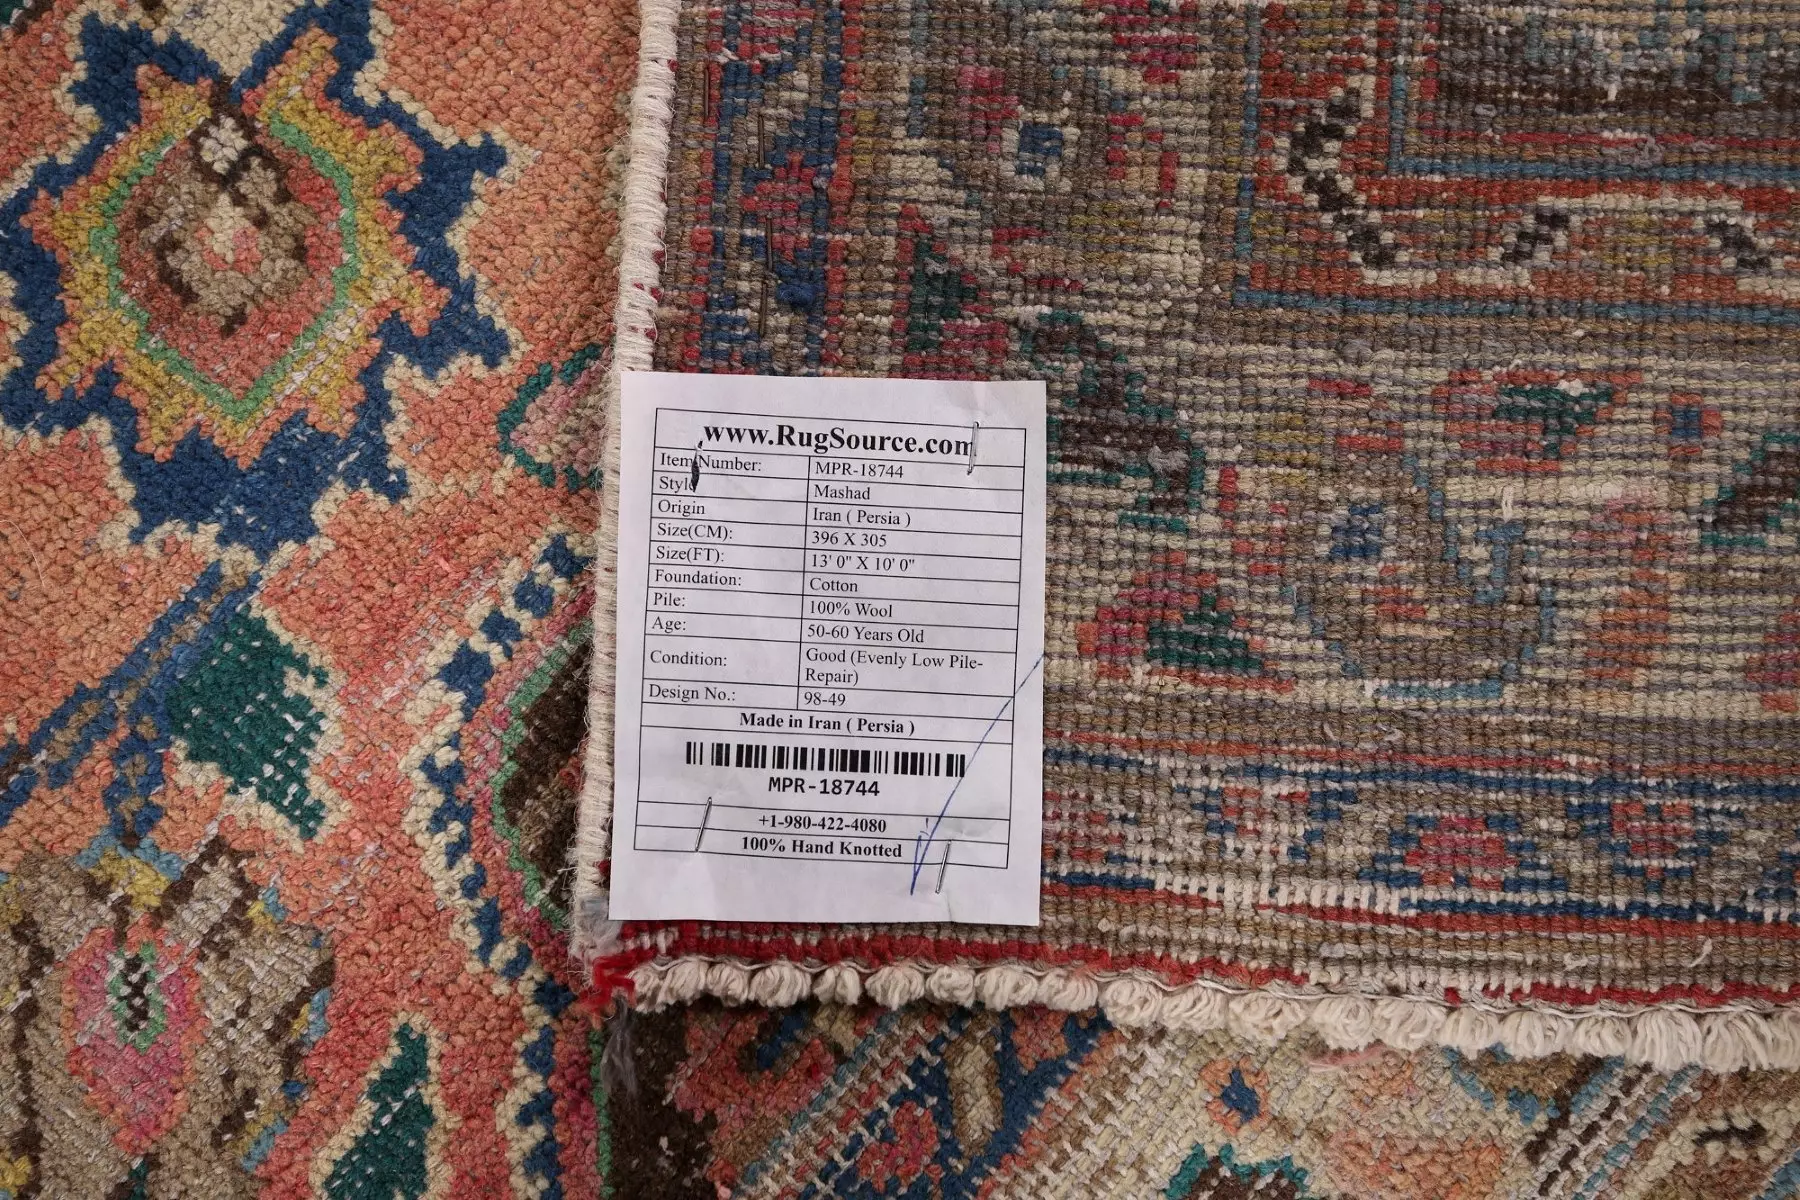 www.RugSource.com
Item Number: MPR-18744
Style Mashad
Origin Iran ( Persia )
Size(CM): 396 X 305
Size(FT): 13' 0" X 10' 0"
Foundation: Cotton
Pile: 100% Wool
Age: 50-60 Years Old
Condition: Good (Evenly Low Pile-
Repair)
Design No.: 98-49
Made in Iran ( Persia )
MPR-18744
+1-980-422-4080
100% Hand Knotted